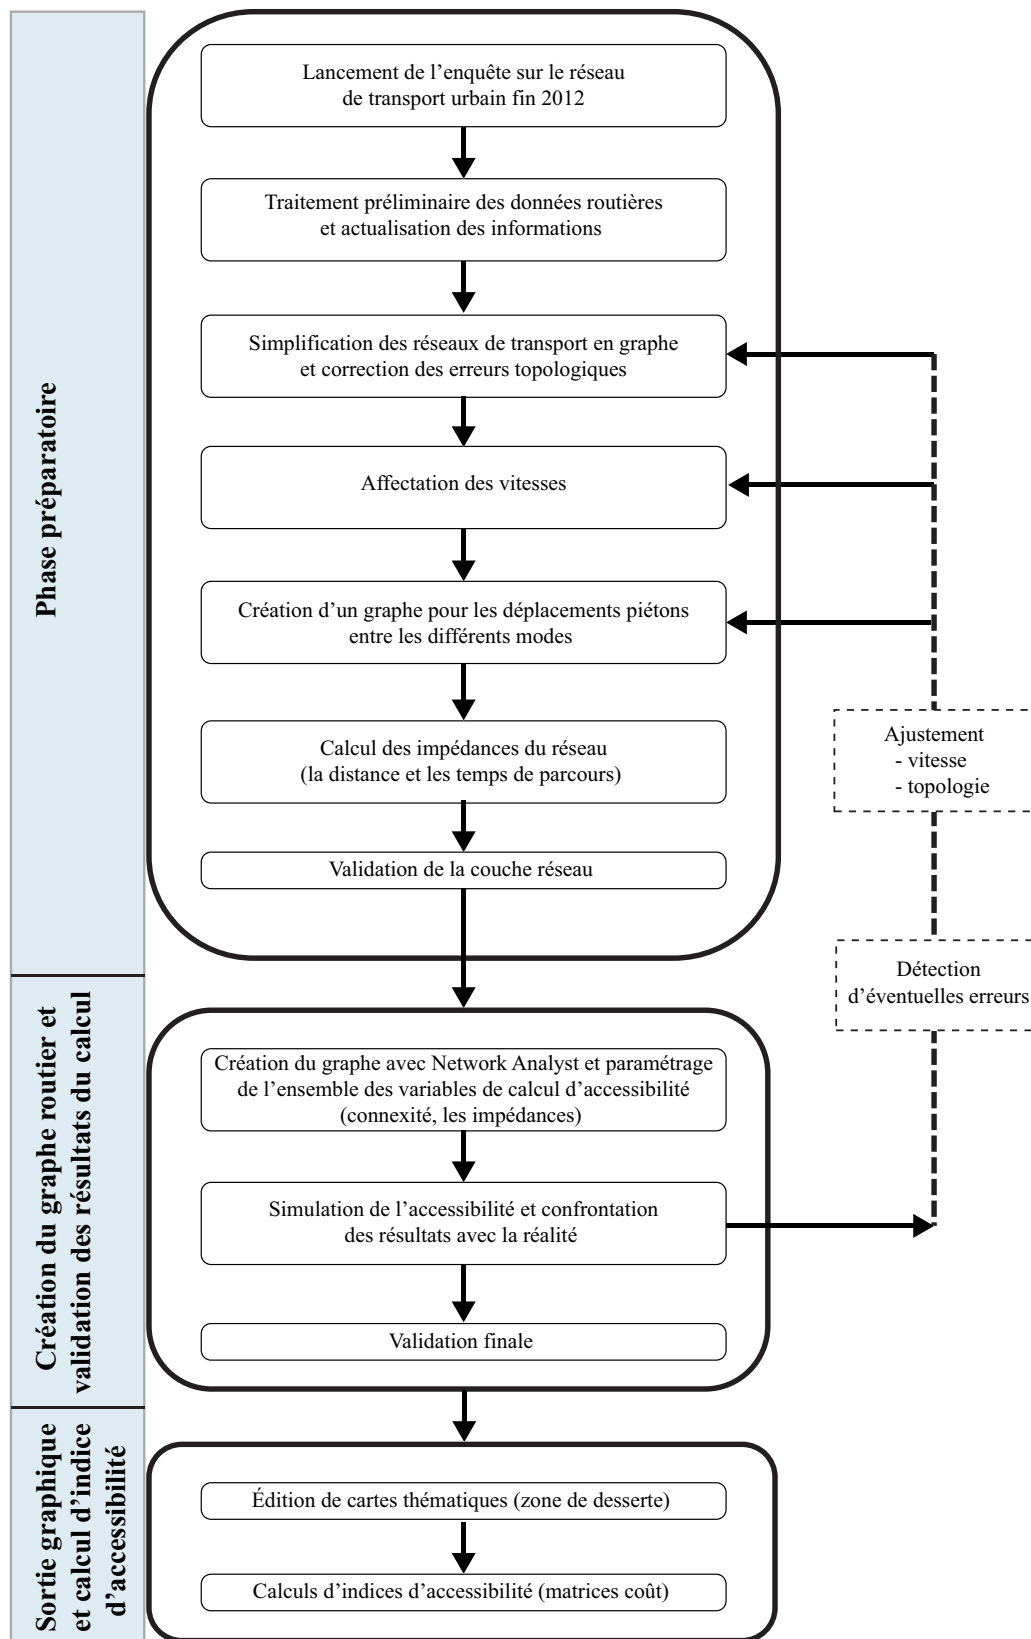 Phase préparatoire
Lancement de l’enquête sur le réseau
de transport urbain fin 2012
Traitement préliminaire des données routières
et actualisation des informations
Simplification des réseaux de transport en graphe
et correction des erreurs topologiques
Affectation des vitesses
Création d’un graphe pour les déplacements piétons
entre les différents modes
Calcul des impédances du réseau
(la distance et les temps de parcours)
Validation de la couche réseau
Ajustement
- vitesse
- topologie
Détection
d’éventuelles erreurs
Création du graphe routier et
validation des résultats du calcul
Création du graphe avec Network Analyst et paramétrage
de l’ensemble des variables de calcul d’accessibilité
(connexité, les impédances)
Simulation de l’accessibilité et confrontation
des résultats avec la réalité
Validation finale
Sortie graphique
et calcul d’indice
d’accessibilité
Édition de cartes thématiques (zone de desserte)
Calculs d’indices d’accessibilité (matrices coût)